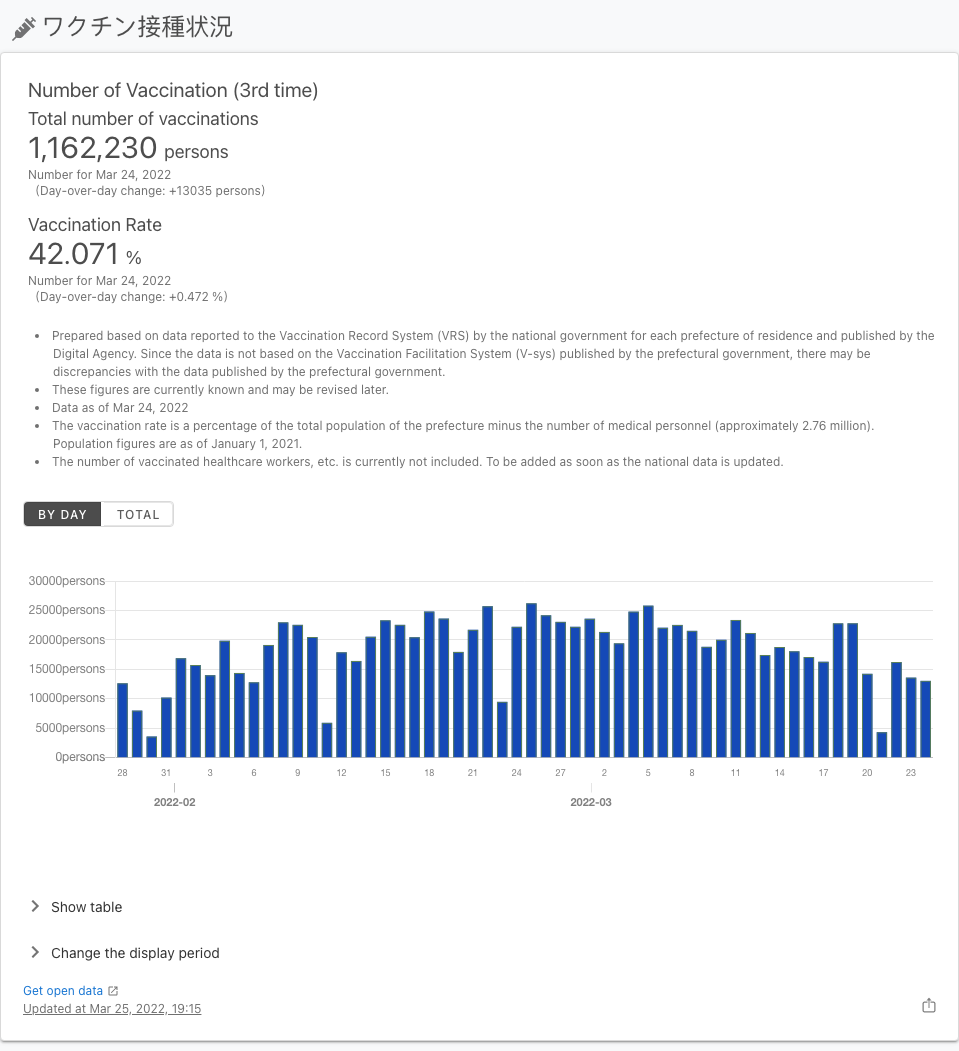 ワクチン接種状況
Number of Vaccination (3rd time)
Total number of vaccinations
1,162,230 persons
Number for Mar 24, 2022
(Day-over-day change: +13035 persons)
Vaccination Rate
42.071 %
Number for Mar 24, 2022
(Day-over-day change: +0.472 %)
• Prepared based on data reported to the Vaccination Record System (VRS) by the national government for each prefecture of residence and published by the
Digital Agency. Since the data is not based on the Vaccination Facilitation System (V-sys) published by the prefectural government, there may be
discrepancies with the data published by the prefectural government.
• These figures are currently known and may be revised later.
• Data as of Mar 24, 2022
• The vaccination rate is a percentage of the total population of the prefecture minus the number of medical personnel (approximately 2.76 million).
Population figures are as of January 1, 2021.
• The number of vaccinated healthcare workers, etc. is currently not included. To be added as soon as the national data is updated.
BY DAY TOTAL
30000persons
25000persons
20000persons
15000persons
10000persons
5000persons
0persons
28 31 3 6 9 12 15 18 21 24 27 2 5 8 11 14 17 20 23
2022-02 2022-03
Show table
Change the display period
Get open data
Updated at Mar 25, 2022, 19:15